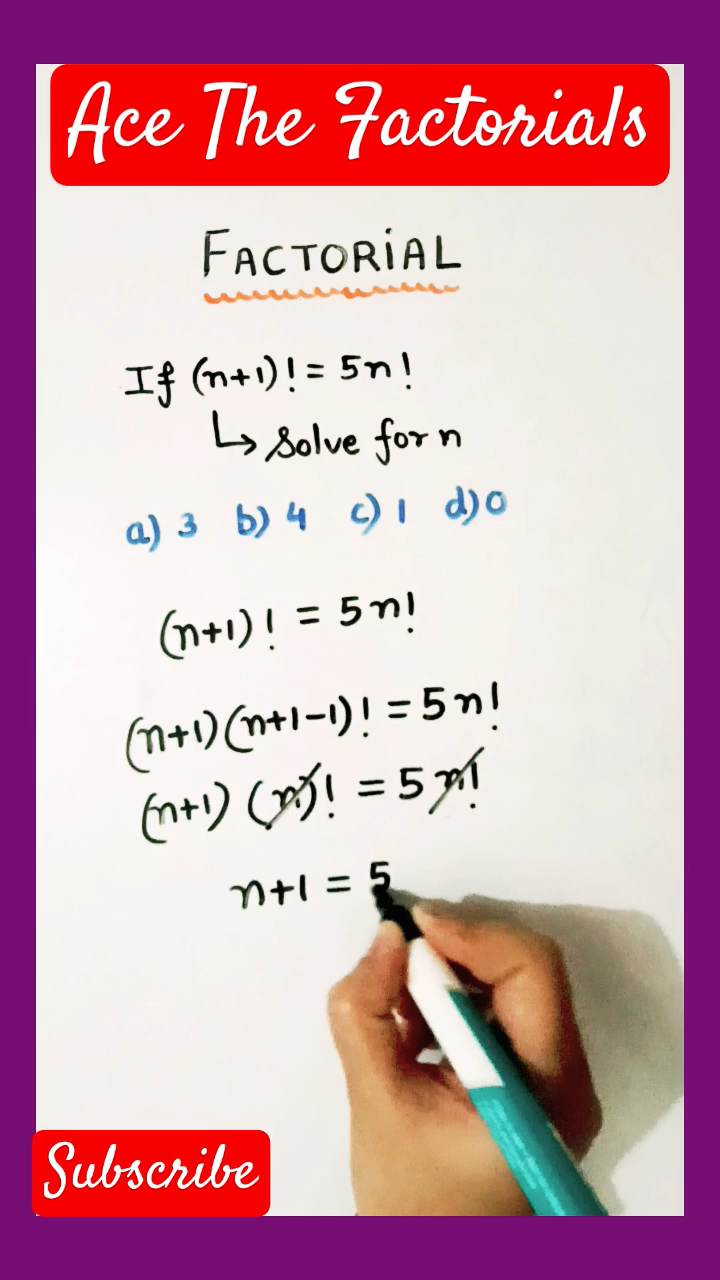 Ace The Factorials
FACTORIAL
If (n+1)! = 5n!
↳ Solve for n
a) 3 b) 4 c) 1 d) 0
(n+1)! = 5n!
(n+1)(n+1-1)! = 5n!
(n+1) (n)! = 5 n!
n+1 = 5
Subscribe